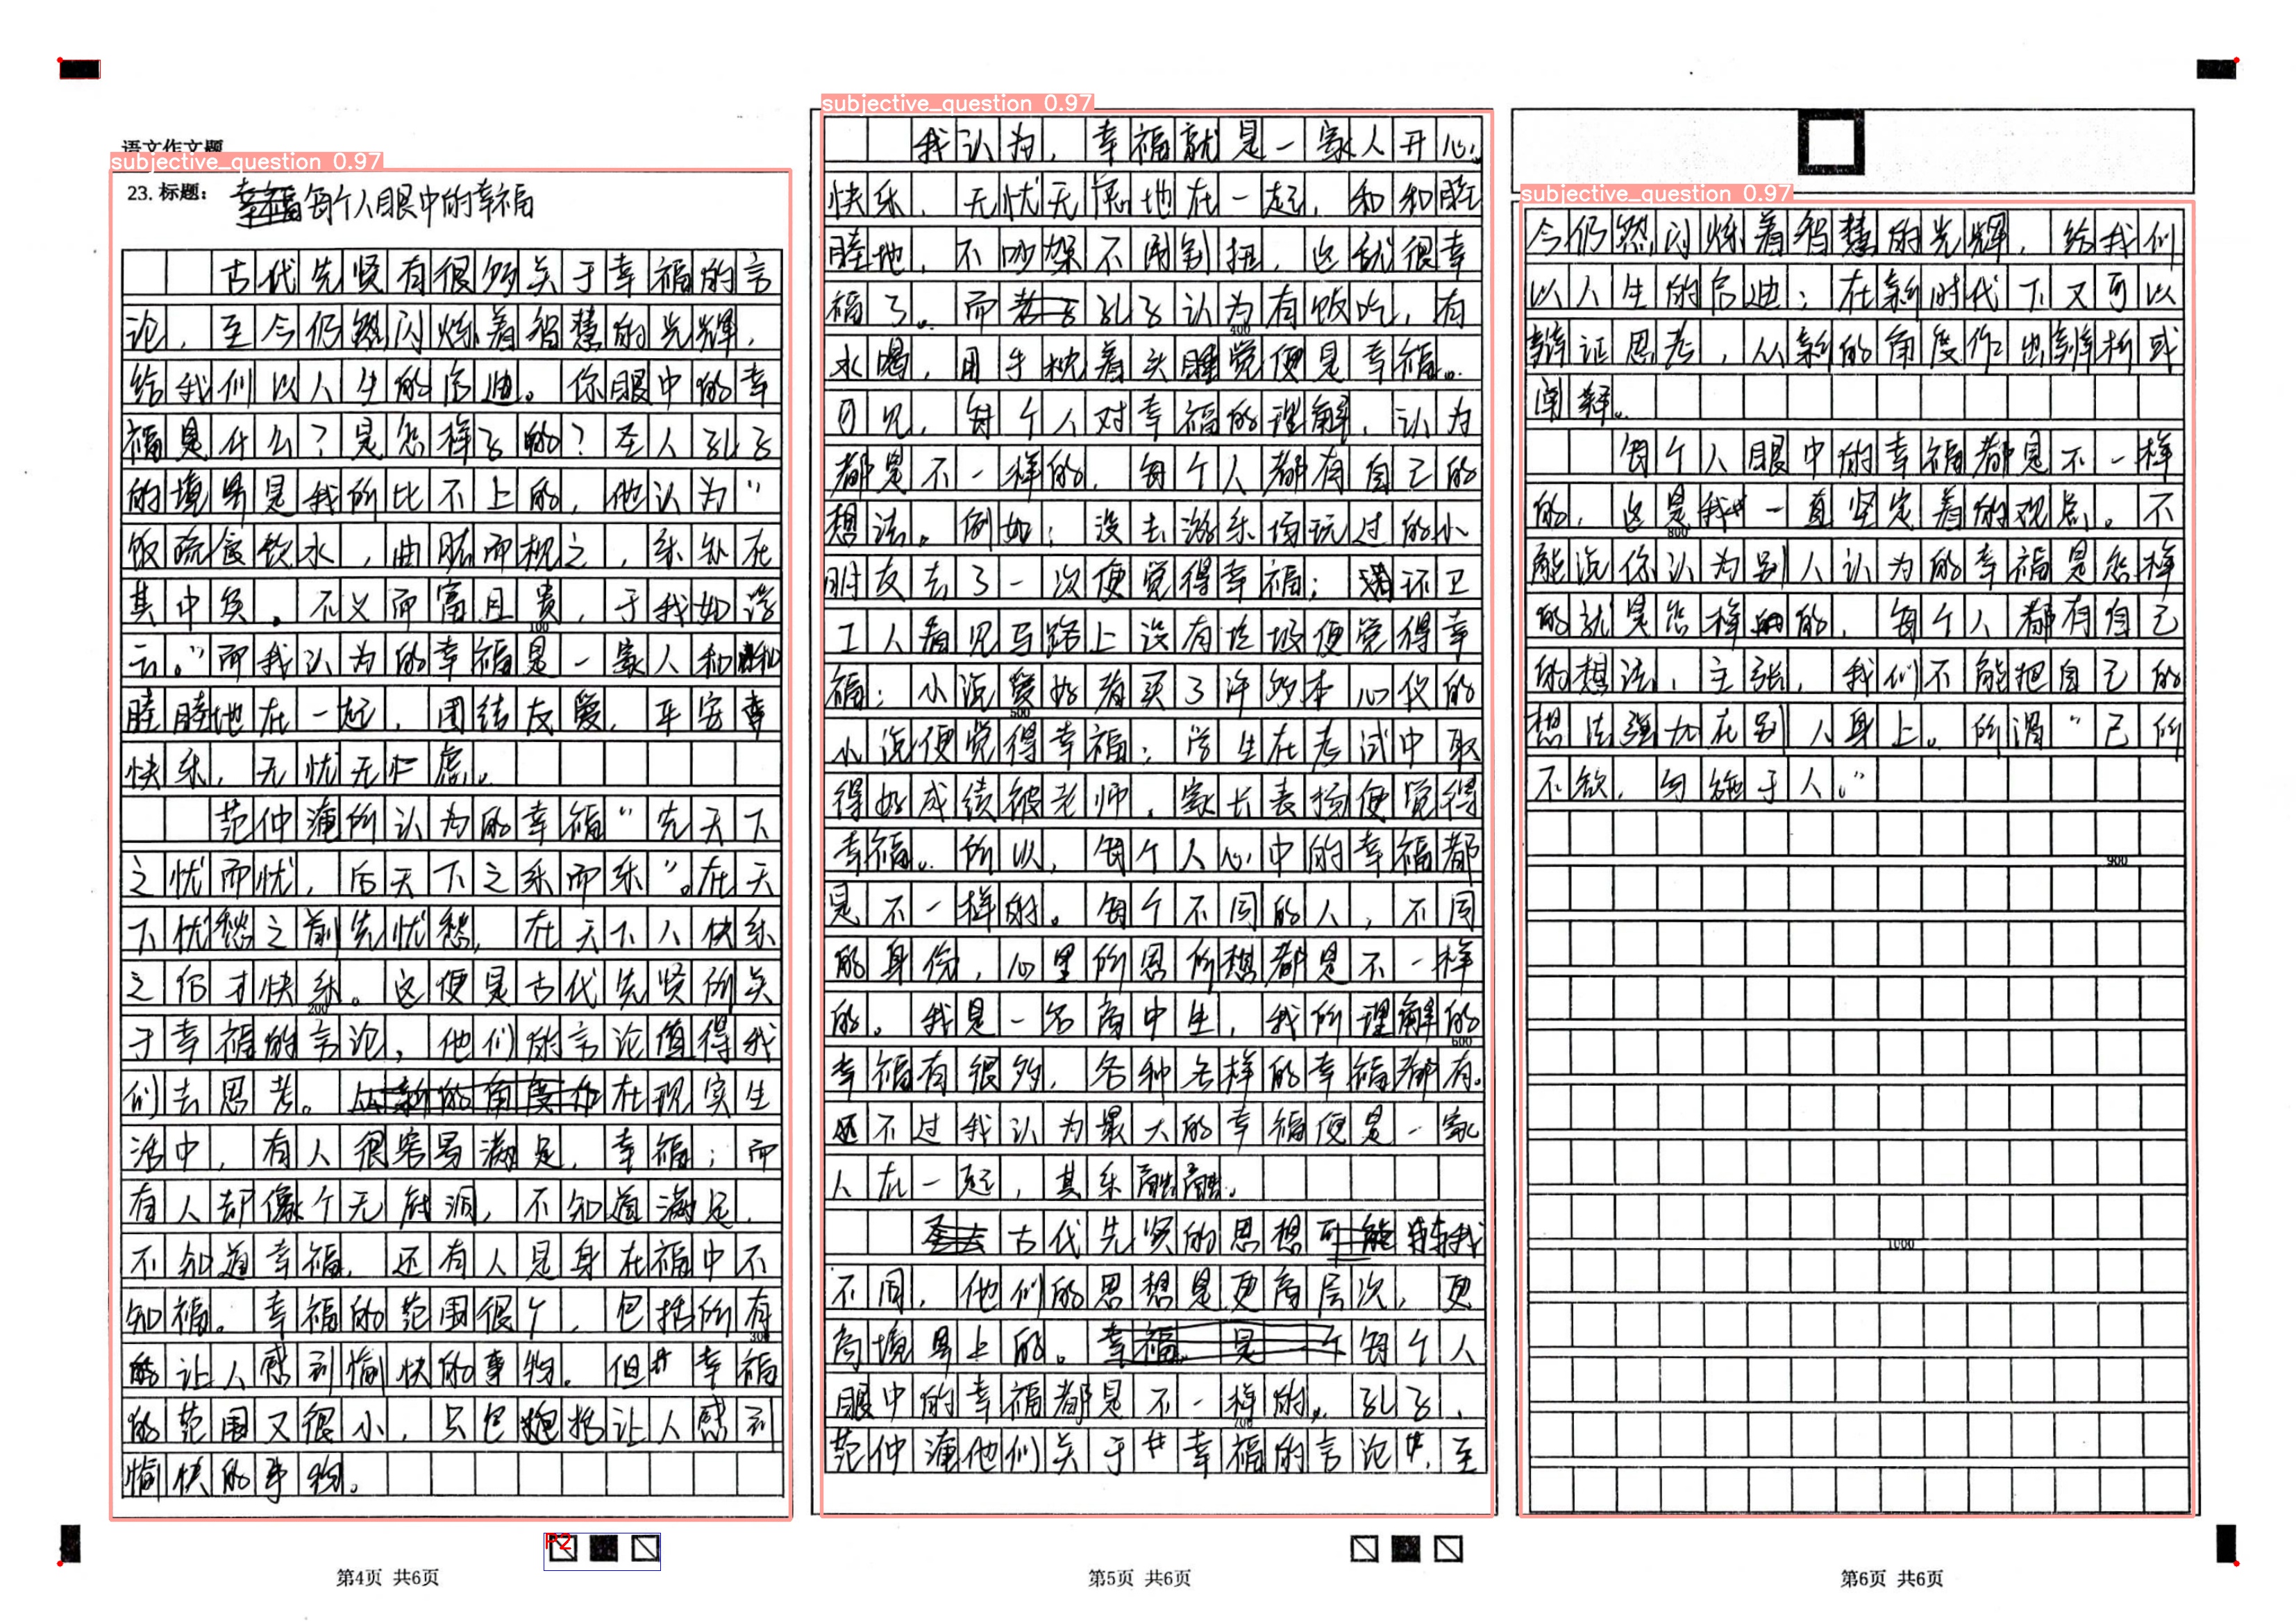 语文作文题
subjective_question 0.97
23. 标题： 每个人眼中的幸福
古代先贤有很多关于幸福的言
论，至今仍然闪烁着智慧的光辉，
给我们以人生的启迪。你眼中的幸
福是什么？是怎样子的？圣人孔子
的境界是我所比不上的，他认为“
饭疏食饮水，曲肱而枕之，乐处在
其中矣。不义而富且贵，于我如浮
云。”而我认为的幸福是一家人和和
睦睦地在一起，团结友爱，平安幸
快乐，无忧无虑。
范仲淹所认为的幸福“先天下
之忧而忧，后天下之乐而乐”。在天
下忧愁之前先忧愁，在天下人快乐
之后才快乐。这便是古代先贤所关
200
于幸福的言论，他们的言论值得我
们去思考。从新的角度作在现实生
活中，有人很容易满足，幸福；而
有人却像个无底洞，不知道满足，
不知道幸福，还有人是身在福中不
知福。幸福的范围很广，包括所有
300
的让人感到愉快的事物。但幸福
的范围又很小，只包括让人感到
愉快的事物。
第4页 共6页
subjective_question 0.97
我认为，幸福就是一家人开心、
快乐、无忧无虑地在一起，和和睦
睦地，不吵架不闹别扭，这就很幸
福了。而孔子认为有饭吃，有
400
水喝，用手枕着头睡觉便是幸福。
可见，每个人对幸福的理解，认为
都是不一样的，每个人都有自己的
想法。例如：没去游乐场玩过的小
朋友去了一次便觉得幸福；环卫
工人看见马路上没有垃圾便觉得幸
福；小说爱好者买了许多本心仪的
500
小说便觉得幸福；学生在考试中取
得好成绩被老师、家长表扬便觉得
幸福。所以，每个人心中的幸福都
是不一样的。每个不同的人，不同
的身份，心里所思所想都是不一样
的。我是一名高中生，我所理解的
600
幸福有很多，各种各样的幸福都有。
不过我认为最大的幸福便是一家
人在一起，其乐融融。
古代先贤的思想与我
不同，他们的思想是更高层次，更
高境界上的。每个人
眼中的幸福都是不一样的。孔子、
700
范仲淹他们关于幸福的言论，至
第5页 共6页
subjective_question 0.97
今仍然闪烁着智慧的光辉，给我们
以人生的启迪；在新时代下又可以
辩证思考，从新的角度作出辨析或
阐释。
每个人眼中的幸福都是不一样
的，这是我一直坚定着的观点。不
800
能说你认为别人认为的幸福是怎样
的就是怎样的，每个人都有自己
的想法、主张，我们不能把自己的
想法强加在别人身上。所谓“己所
不欲，勿施于人。”
900
1000
第6页 共6页
P2